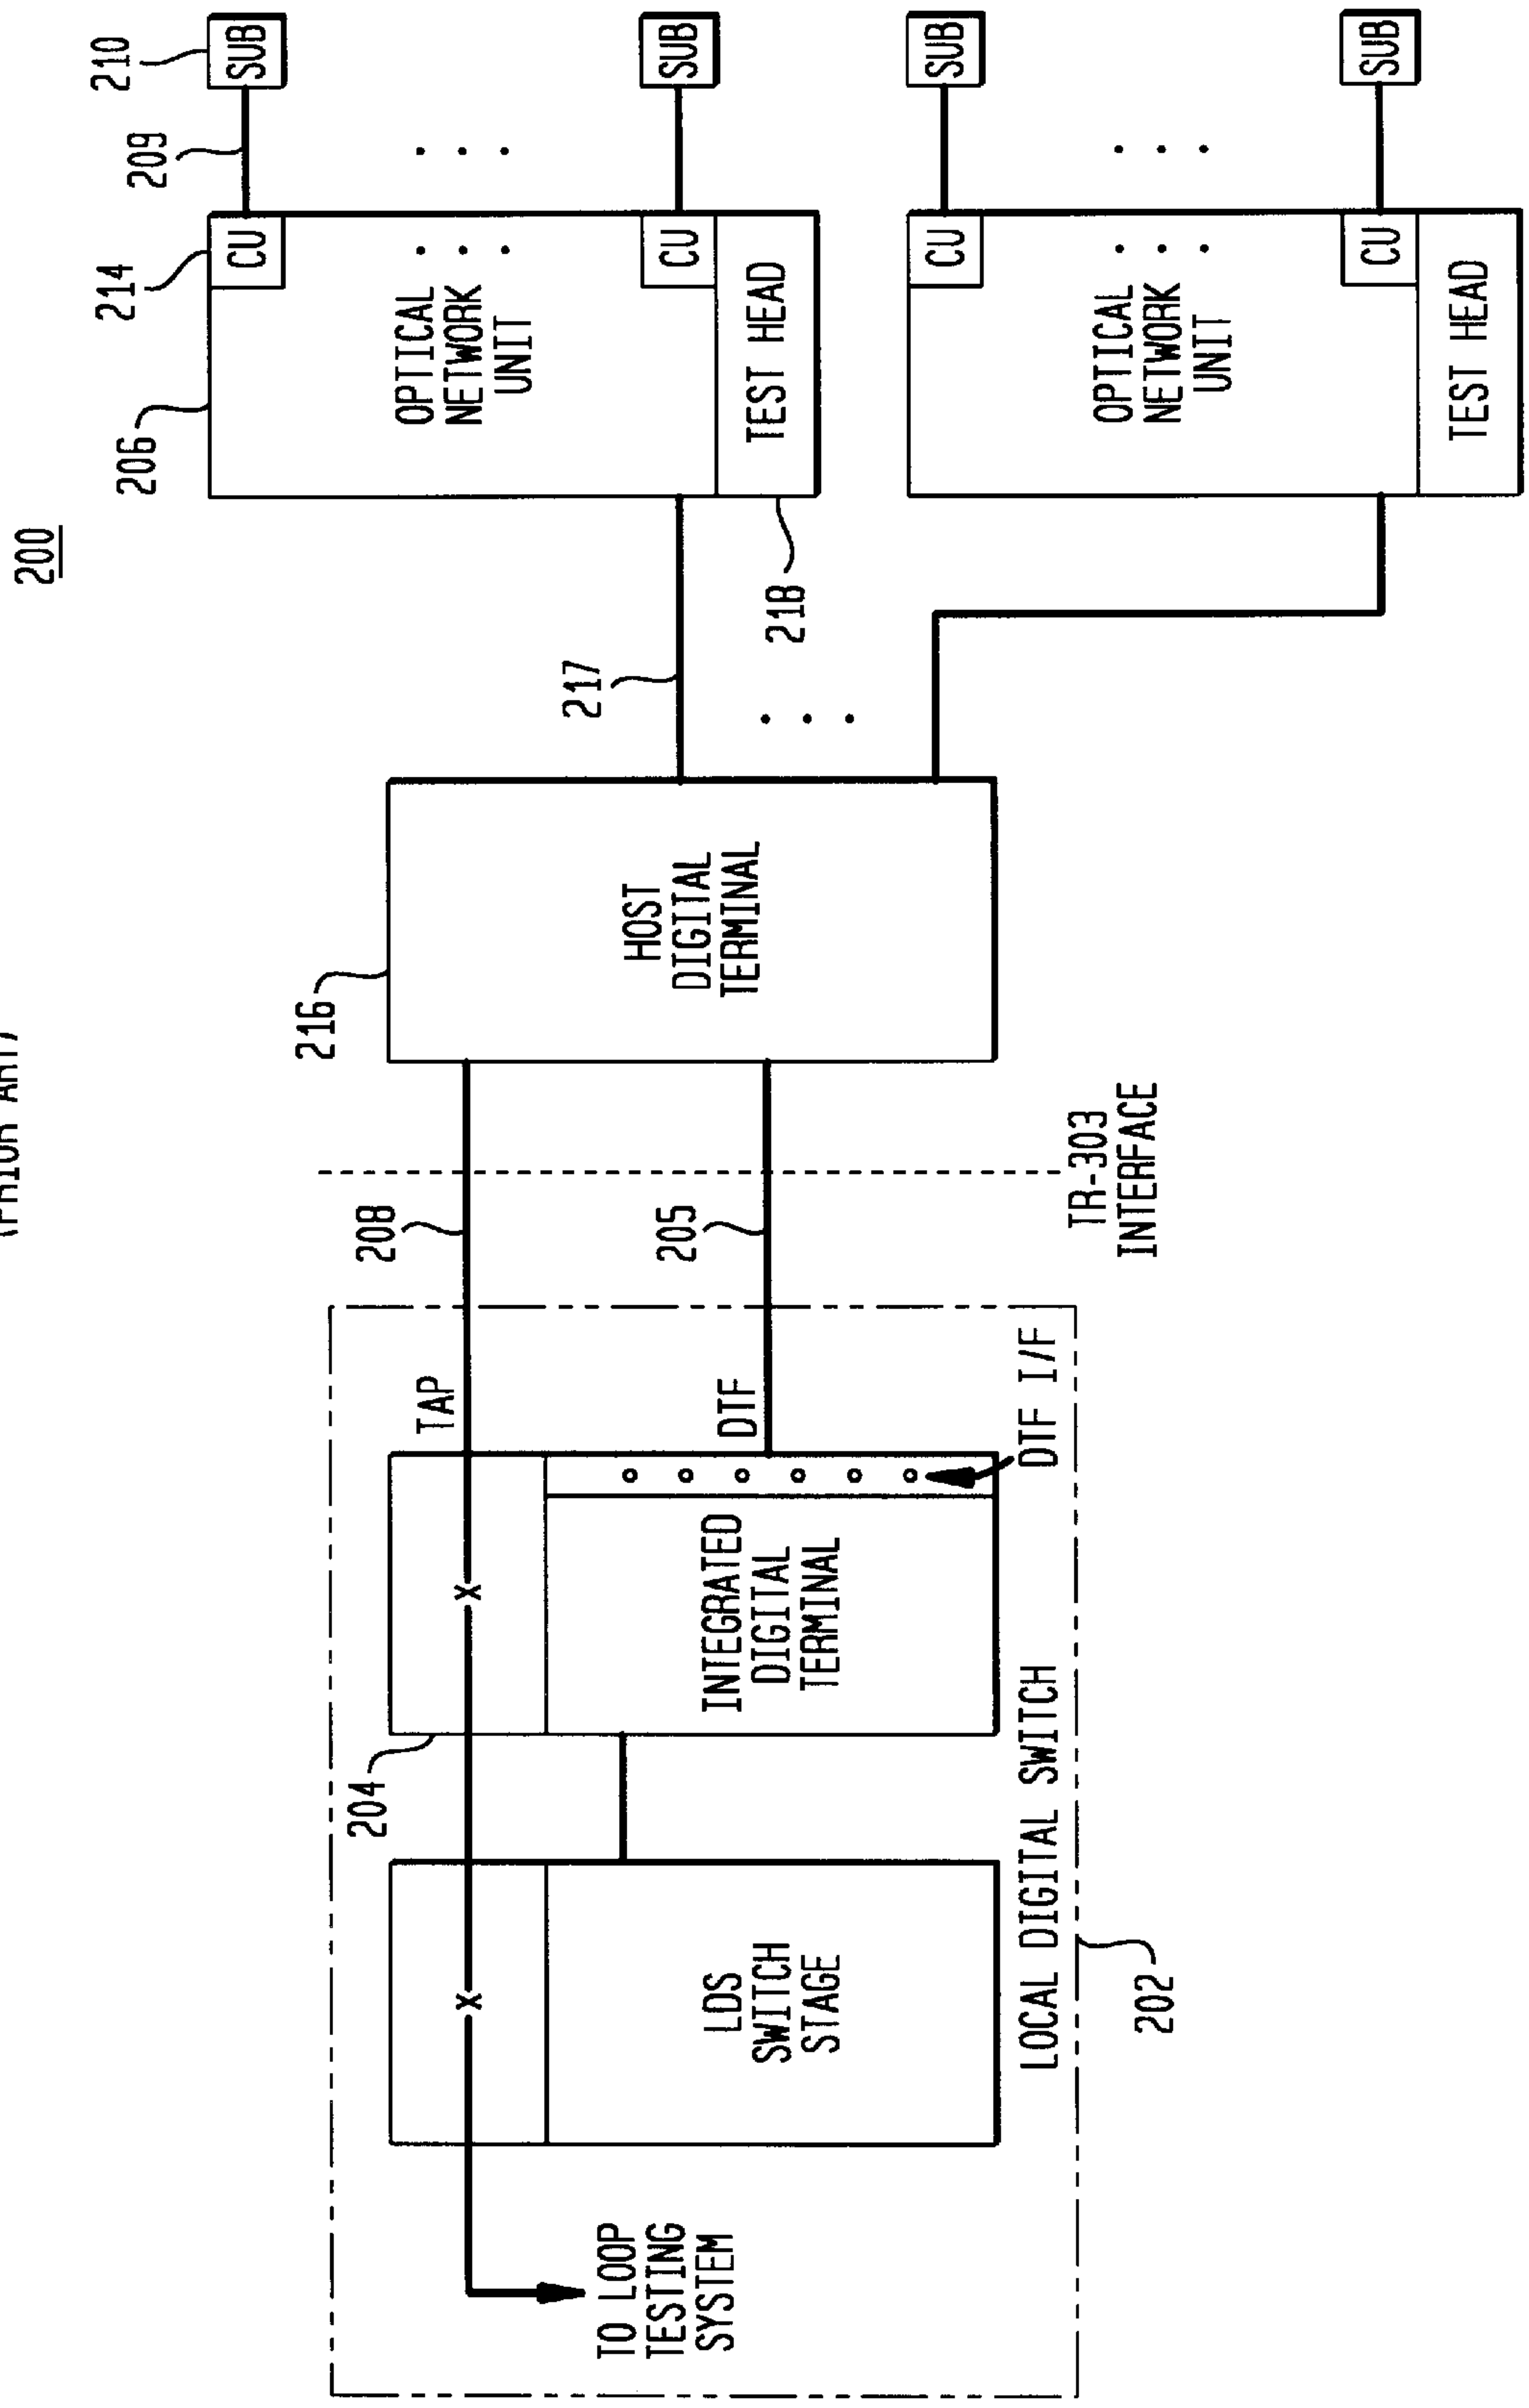 (PRIOR ART)
200
TO LOOP
TESTING
SYSTEM
LDS
SWITCH
STAGE
X
204
X
INTEGRATED
DIGITAL
TERMINAL
TAP
DTF
DTF I/F
LOCAL DIGITAL SWITCH
202
208
205
TR-303
INTERFACE
216
HOST
DIGITAL
TERMINAL
217
206
214
CU
OPTICAL
NETWORK
UNIT
CU
TEST HEAD
218
209
210
SUB
SUB
CU
OPTICAL
NETWORK
UNIT
CU
TEST HEAD
SUB
SUB